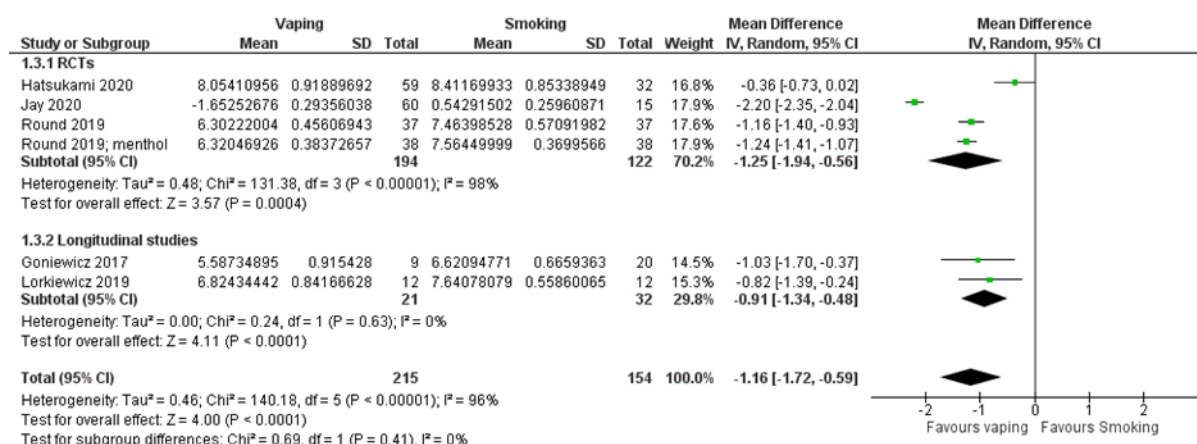 Vaping Smoking Mean Difference Mean Difference
Study or Subgroup Mean SD Total Mean SD Total Weight IV, Random, 95% CI IV, Random, 95% CI
1.3.1 RCTs
Hatsukami 2020 8.05410956 0.91889692 59 8.41169933 0.85338949 32 16.8% -0.36 [-0.73, 0.02]
Jay 2020 -1.65252676 0.29356038 60 0.54291502 0.25960871 15 17.9% -2.20 [-2.35, -2.04]
Round 2019 6.30222004 0.45606943 37 7.46398528 0.57091982 37 17.6% -1.16 [-1.40, -0.93]
Round 2019; menthol 6.32046926 0.38372657 38 7.56449999 0.3699566 38 17.9% -1.24 [-1.41, -1.07]
Subtotal (95% CI) 194 122 70.2% -1.25 [-1.94, -0.56]
Heterogeneity: Tau² = 0.48; Chi² = 131.38, df = 3 (P < 0.00001); I² = 98%
Test for overall effect: Z = 3.57 (P = 0.0004)
1.3.2 Longitudinal studies
Goniewicz 2017 5.58734895 0.915428 9 6.62094771 0.6659363 20 14.5% -1.03 [-1.70, -0.37]
Lorkiewicz 2019 6.82434442 0.84166628 12 7.64078079 0.55860065 12 15.3% -0.82 [-1.39, -0.24]
Subtotal (95% CI) 21 32 29.8% -0.91 [-1.34, -0.48]
Heterogeneity: Tau² = 0.00; Chi² = 0.24, df = 1 (P = 0.63); I² = 0%
Test for overall effect: Z = 4.11 (P < 0.0001)
Total (95% CI) 215 154 100.0% -1.16 [-1.72, -0.59]
Heterogeneity: Tau² = 0.46; Chi² = 140.18, df = 5 (P < 0.00001); I² = 96%
Test for overall effect: Z = 4.00 (P < 0.0001)
Test for subgroup differences: Chi² = 0.69, df = 1 (P = 0.41), I² = 0%
-2 -1 0 1 2
Favours vaping Favours Smoking